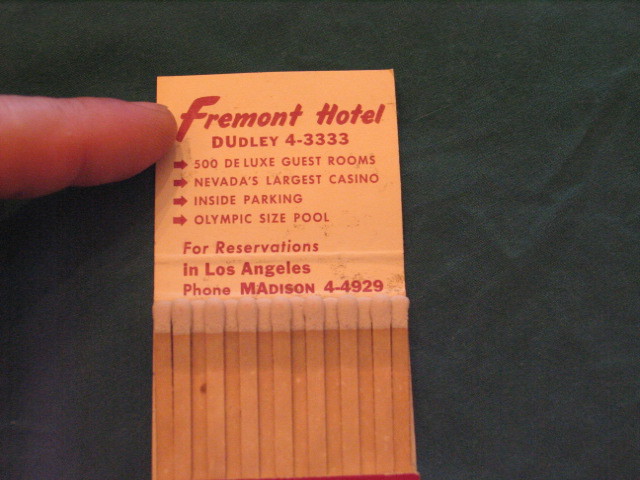 Fremont Hotel
DUDLEY 4-3333
500 DE LUXE GUEST ROOMS
NEVADA'S LARGEST CASINO
INSIDE PARKING
OLYMPIC SIZE POOL
For Reservations
in Los Angeles
Phone MADISON 4-4929